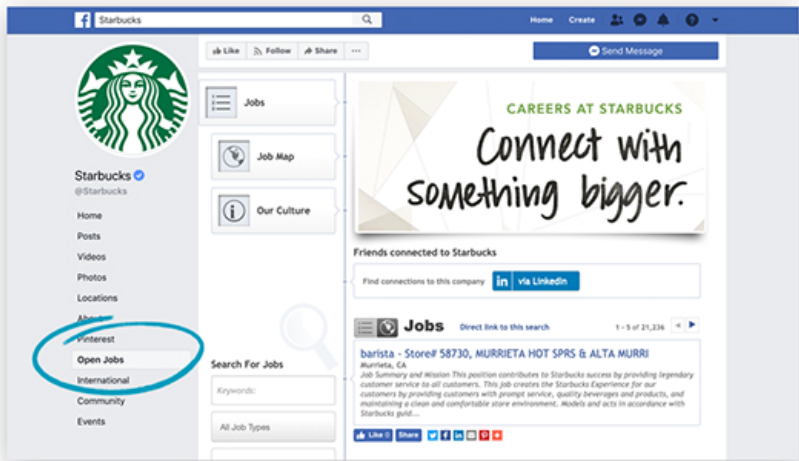 Starbucks
Home Create
Like Follow Share ...
Send Message
Starbucks
@Starbucks
Home
Posts
Videos
Photos
Locations
About
Pinterest
Open Jobs
International
Community
Events
Jobs
Job Map
Our Culture
Search For Jobs
Keywords:
All Job Types
CAREERS AT STARBUCKS
Connect with
something bigger.
Friends connected to Starbucks
Find connections to this company in via LinkedIn
Jobs Direct link to this search 1 - 5 of 21,236
barista - Store# 58730, MURRIETA HOT SPRS & ALTA MURRI
Murrieta, CA
Job Summary and Mission This position contributes to Starbucks success by providing legendary
customer service to all customers. This job creates the Starbucks Experience for our
customers by providing customers with prompt service, quality beverages and products, and
maintaining a clean and comfortable store environment. Models and acts in accordance with
Starbucks guid...
Like 0 Share